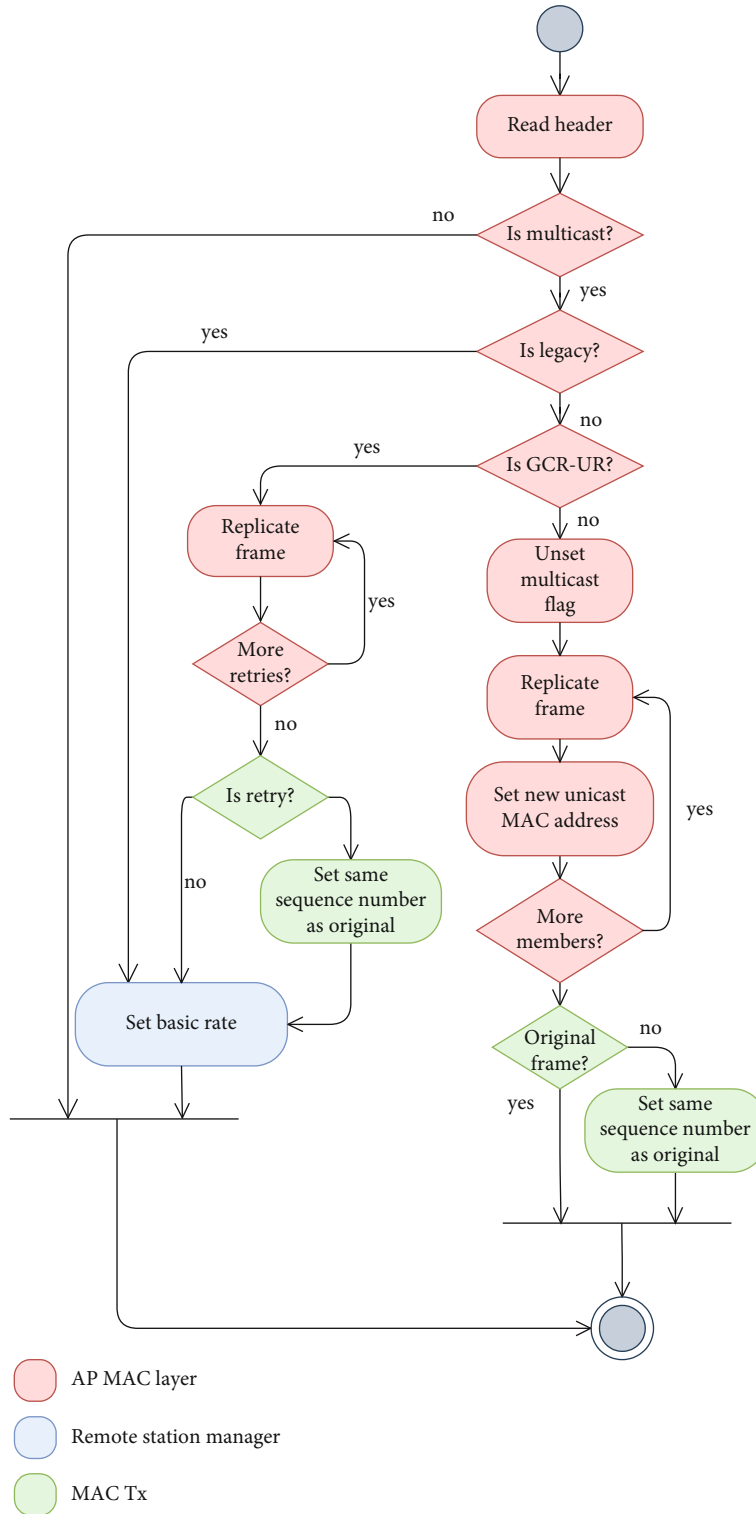 Read header
no
Is multicast?
yes
yes
Is legacy?
no
yes
Is GCR-UR?
no
Replicate
frame
Unset
multicast
flag
yes
More
retries?
Replicate
frame
no
Is retry?
Set new unicast
MAC address
yes
no
Set same
sequence number
as original
More
members?
Set basic rate
Original
frame?
no
yes
Set same
sequence number
as original
AP MAC layer
Remote station manager
MAC Tx